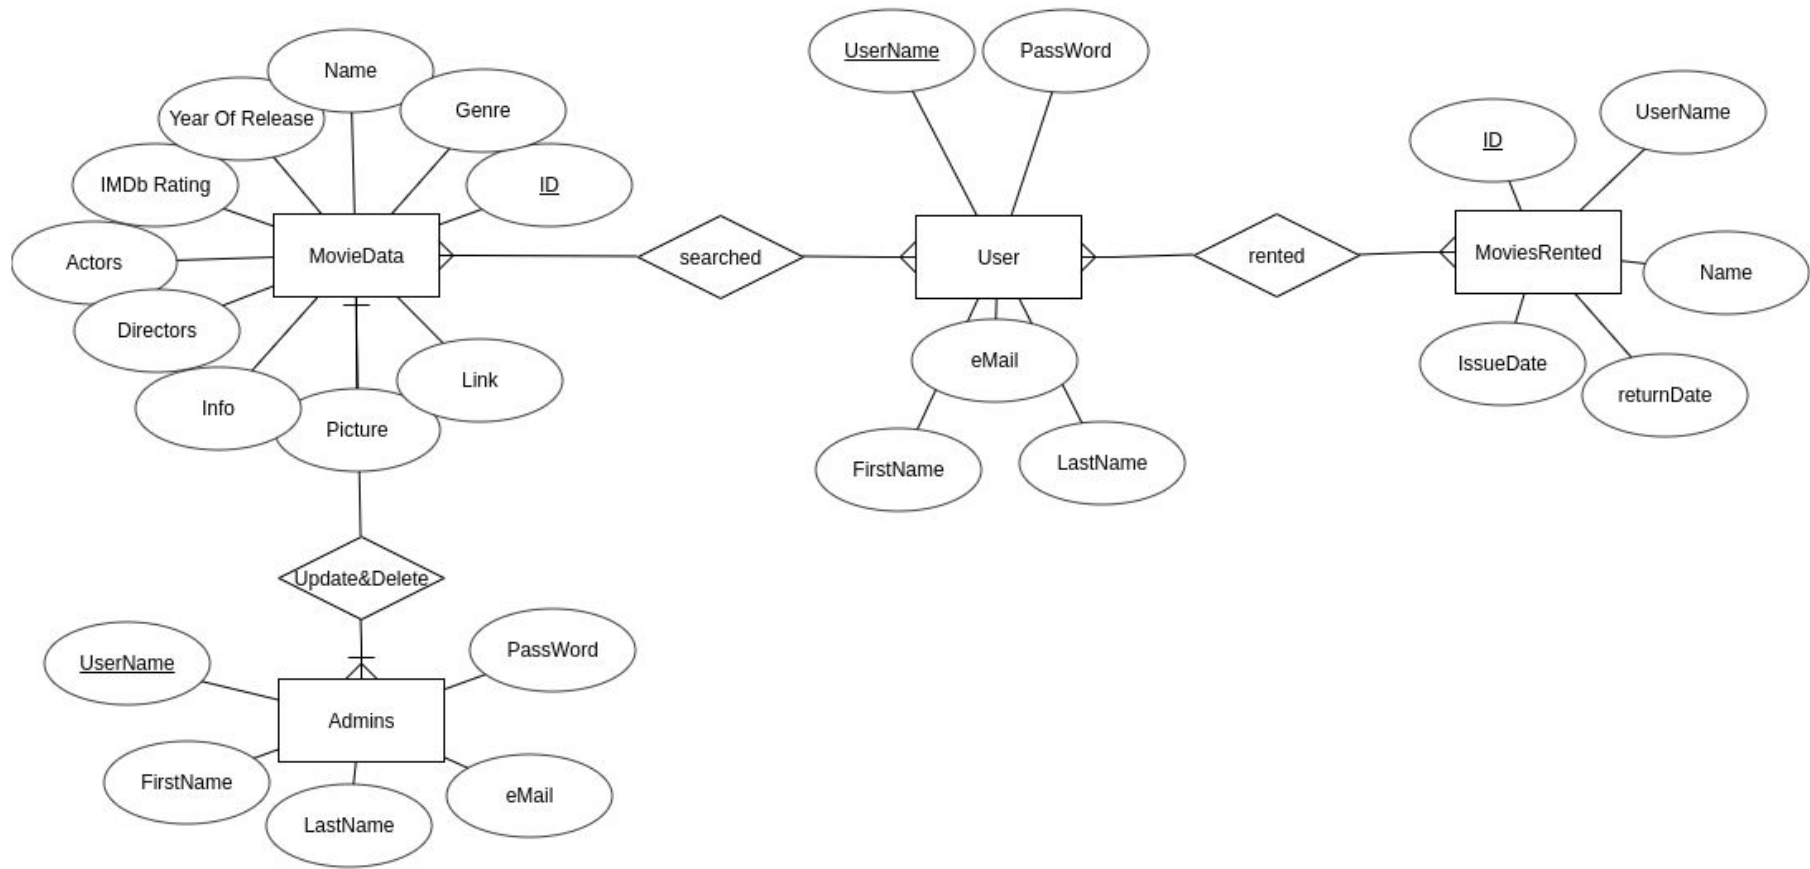 UserName
PassWord
Name
Genre
Year Of Release
ID
UserName
IMDb Rating
ID
Actors
MovieData
searched
User
rented
MoviesRented
Name
Directors
Link
eMail
IssueDate
returnDate
Info
Picture
FirstName
LastName
Update&Delete
UserName
PassWord
Admins
FirstName
LastName
eMail